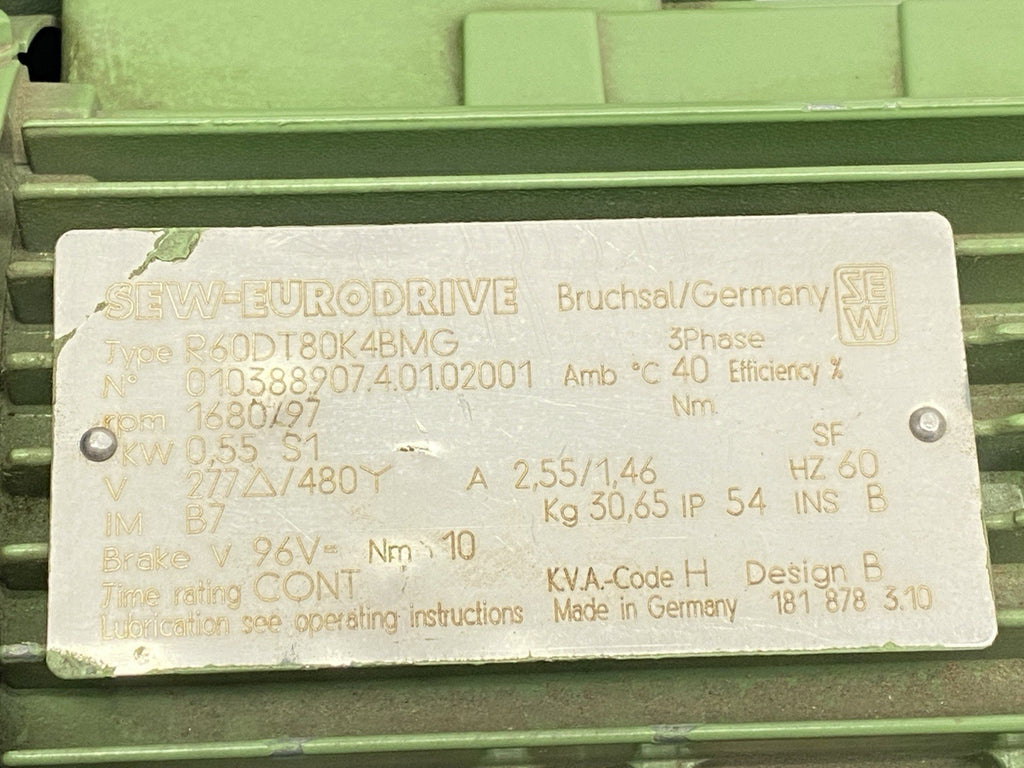 SEW-EURODRIVE Bruchsal/Germany SEW
Type R60DT80K4BMG 3Phase
N° 010388907.4.01.02001 Amb °C 40 Efficiency %
rpm 1680/97 Nm
KW 0,55 S1 SF
V 277△/480Y A 2,55/1,46 HZ 60
IM B7 Kg 30,65 IP 54 INS B
Brake V 96V= Nm 10
Time rating CONT K.V.A.-Code H Design B
Lubrication see operating instructions Made in Germany 181 878 3.10